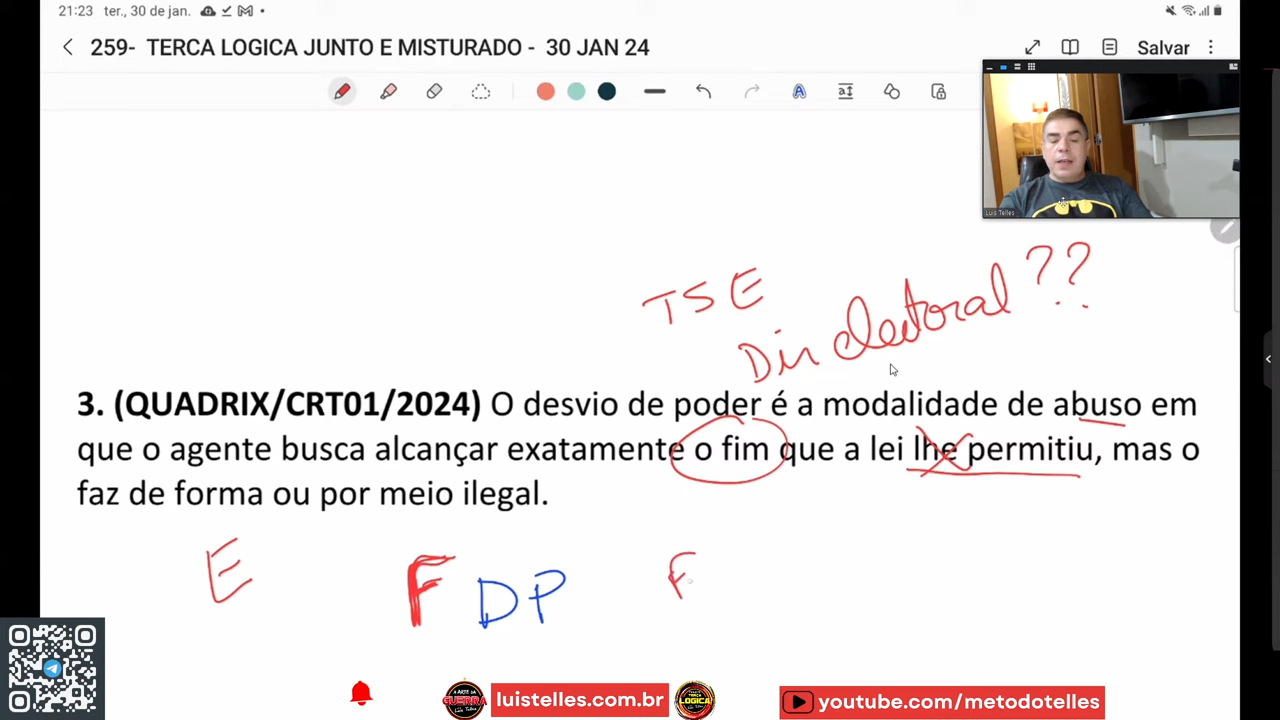 21:23 ter., 30 de jan.
259- TERCA LOGICA JUNTO E MISTURADO - 30 JAN 24
Salvar
Luis Telles
TSE
Dir eleitoral ??
3. (QUADRIX/CRT01/2024) O desvio de poder é a modalidade de abuso em
que o agente busca alcançar exatamente o fim que a lei lhe permitiu, mas o
faz de forma ou por meio ilegal.
E F DP F
luistelles.com.br
youtube.com/metodotelles